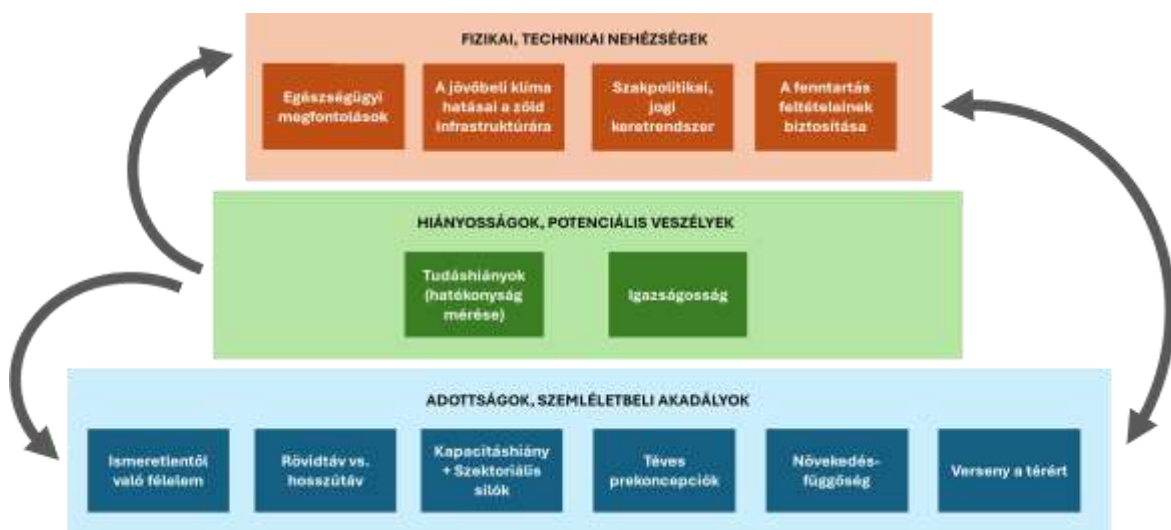 FIZIKAI, TECHNIKAI NEHÉZSÉGEK
Egészségügyi
megfontolások
A jövőbeli klíma
hatásai a zöld
infrastruktúrára
Szakpolitikai,
jogi
keretrendszer
A fenntartás
feltételeinek
biztosítása
HIÁNYOSSÁGOK, POTENCIÁLIS VESZÉLYEK
Tudáshiányok
(hatékonyság
mérése)
Igazságosság
ADOTTSÁGOK, SZEMLÉLETBELI AKADÁLYOK
Ismeretlentől
való félelem
Rövidtáv vs.
hosszútáv
Kapacitáshiány
+ Szektoriális
silók
Téves
prekoncepciók
Növekedés-
függőség
Verseny a térért